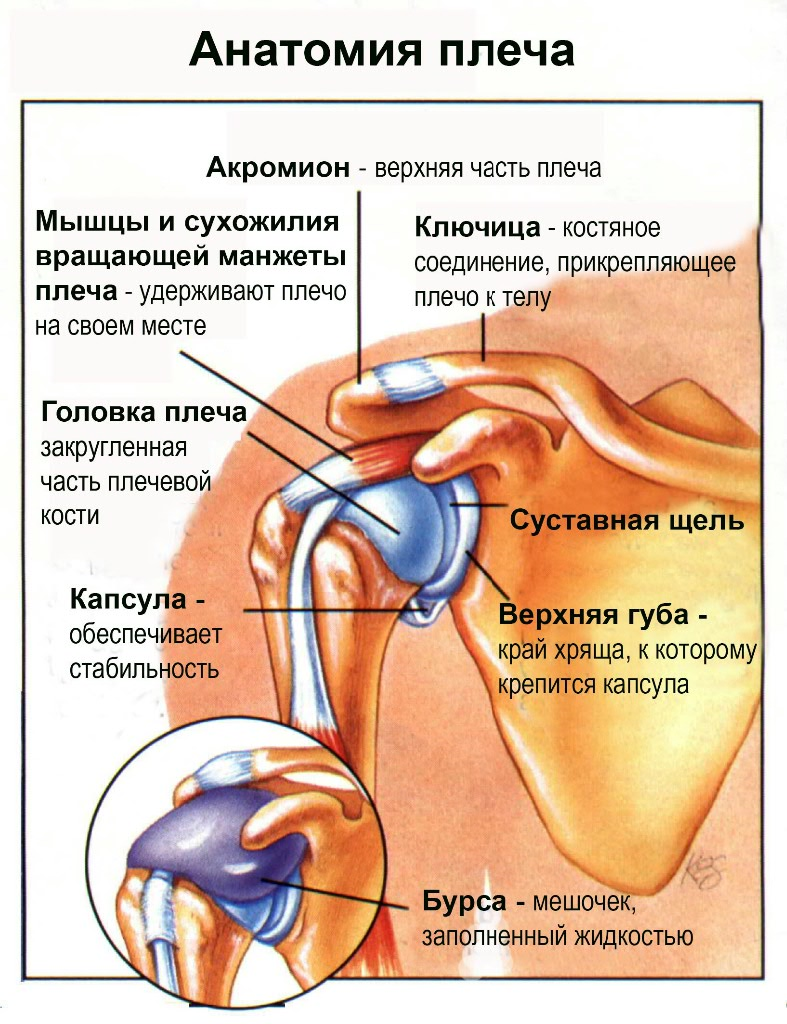 Анатомия плеча
Акромион - верхняя часть плеча
Мышцы и сухожилия
вращающей манжеты
плеча - удерживают плечо
на своем месте
Ключица - костяное
соединение, прикрепляющее
плечо к телу
Головка плеча
закругленная
часть плечевой
кости
Суставная щель
Капсула -
обеспечивает
стабильность
Верхняя губа -
край хряща, к которому
крепится капсула
Бурса - мешочек,
заполненный жидкостью